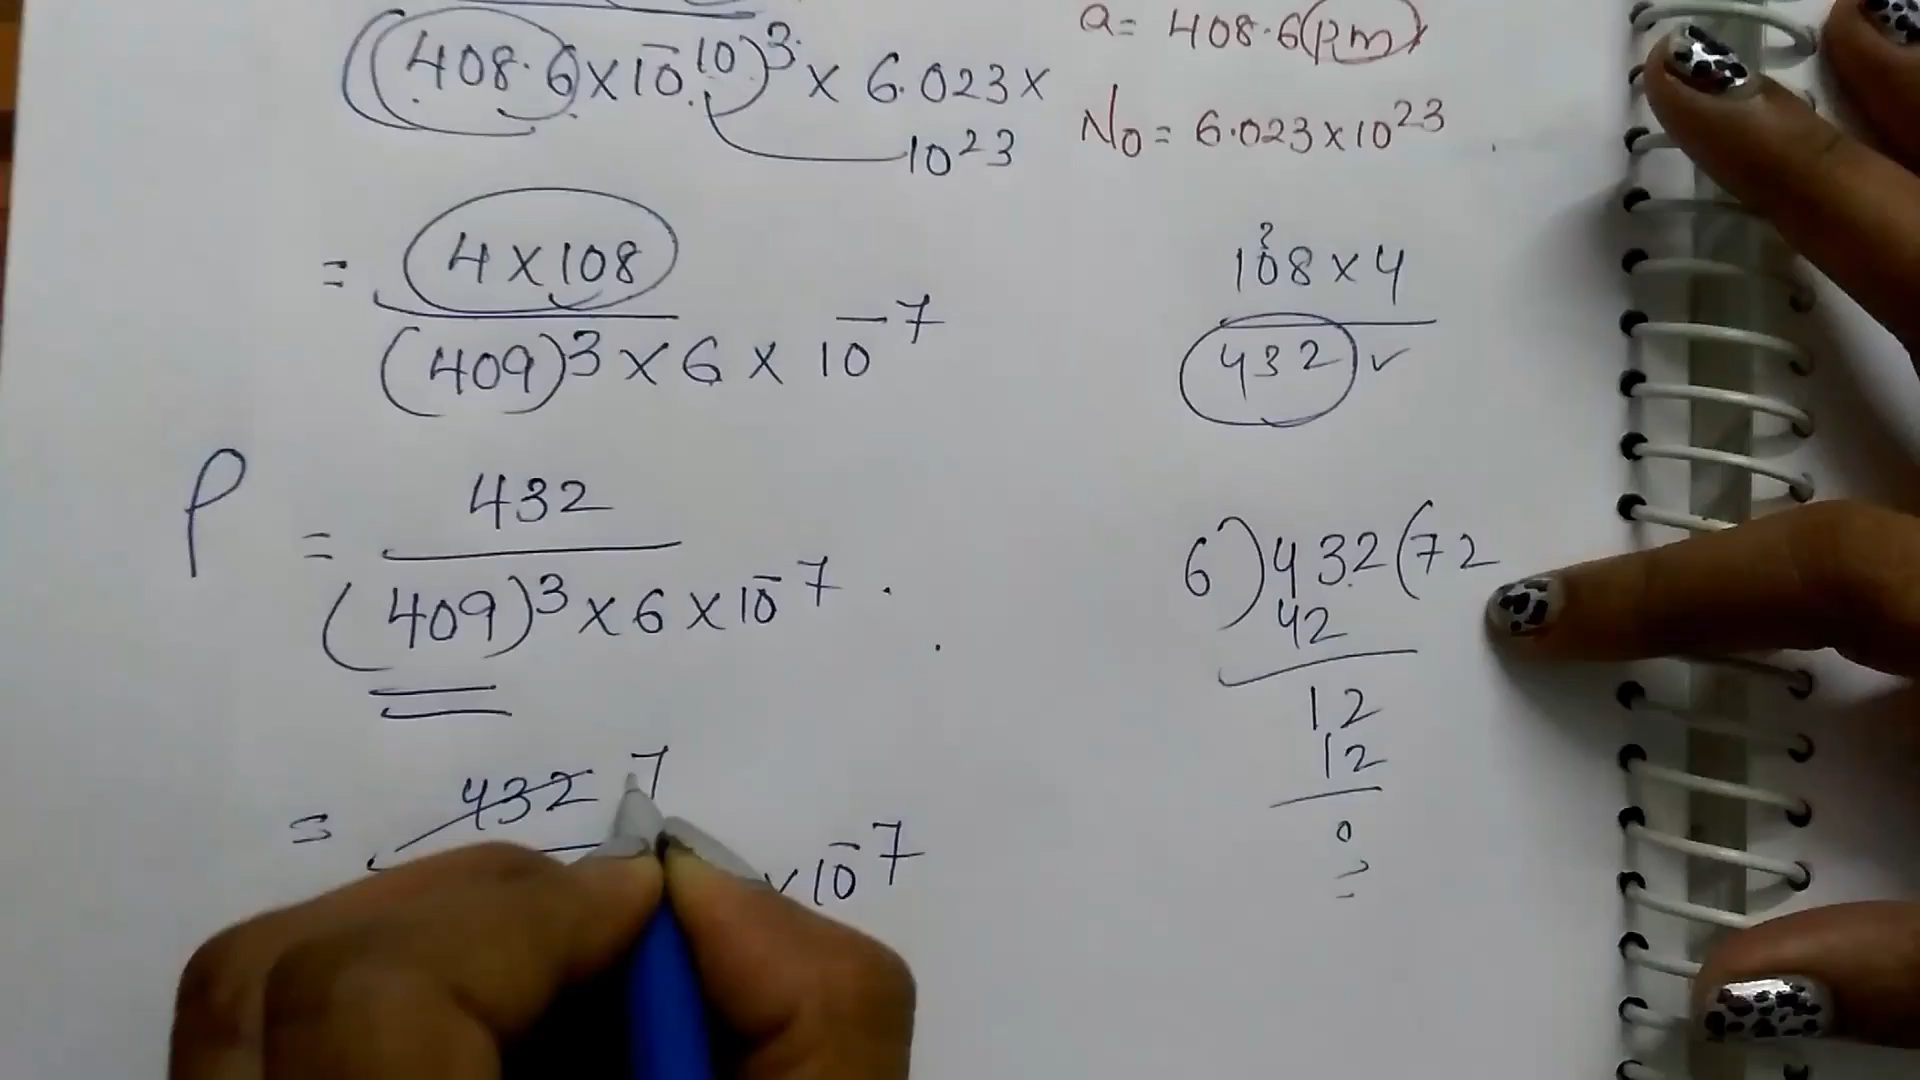 a= 408.6(pm)
(408.6×10⁻¹⁰)³ × 6.023×
10²³
N₀ = 6.023×10²³
= 4×108
(409)³×6×10⁻⁷
108×4
2
432 ✓
ρ = 432
(409)³×6×10⁻⁷
6)432(72
42
12
12
0
= 432 7
×10⁻⁷